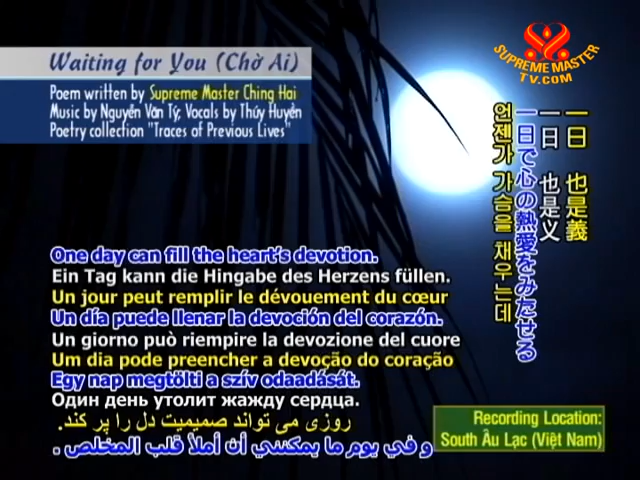 Waiting for You (Chờ Ai)
Poem written by Supreme Master Ching Hai
Music by Nguyễn Văn Tý; Vocals by Thúy Huyền
Poetry collection "Traces of Previous Lives"
SUPREME MASTER
TV.COM
一日 也是義
一日 也是义
一日で心の熱愛をみたせる
언젠가 가슴을 채우는데
One day can fill the heart's devotion.
Ein Tag kann die Hingabe des Herzens füllen.
Un jour peut remplir le dévouement du cœur
Un día puede llenar la devoción del corazón.
Un giorno può riempire la devozione del cuore
Um dia pode preencher a devoção do coração
Egy nap megtölti a szív odaadását.
Один день утолит жажду сердца.
روزی می تواند صمیمیت دل را پر کند.
و في يوم ما يمكنني أن أملأ قلب المخلص .
Recording Location:
South Âu Lạc (Việt Nam)